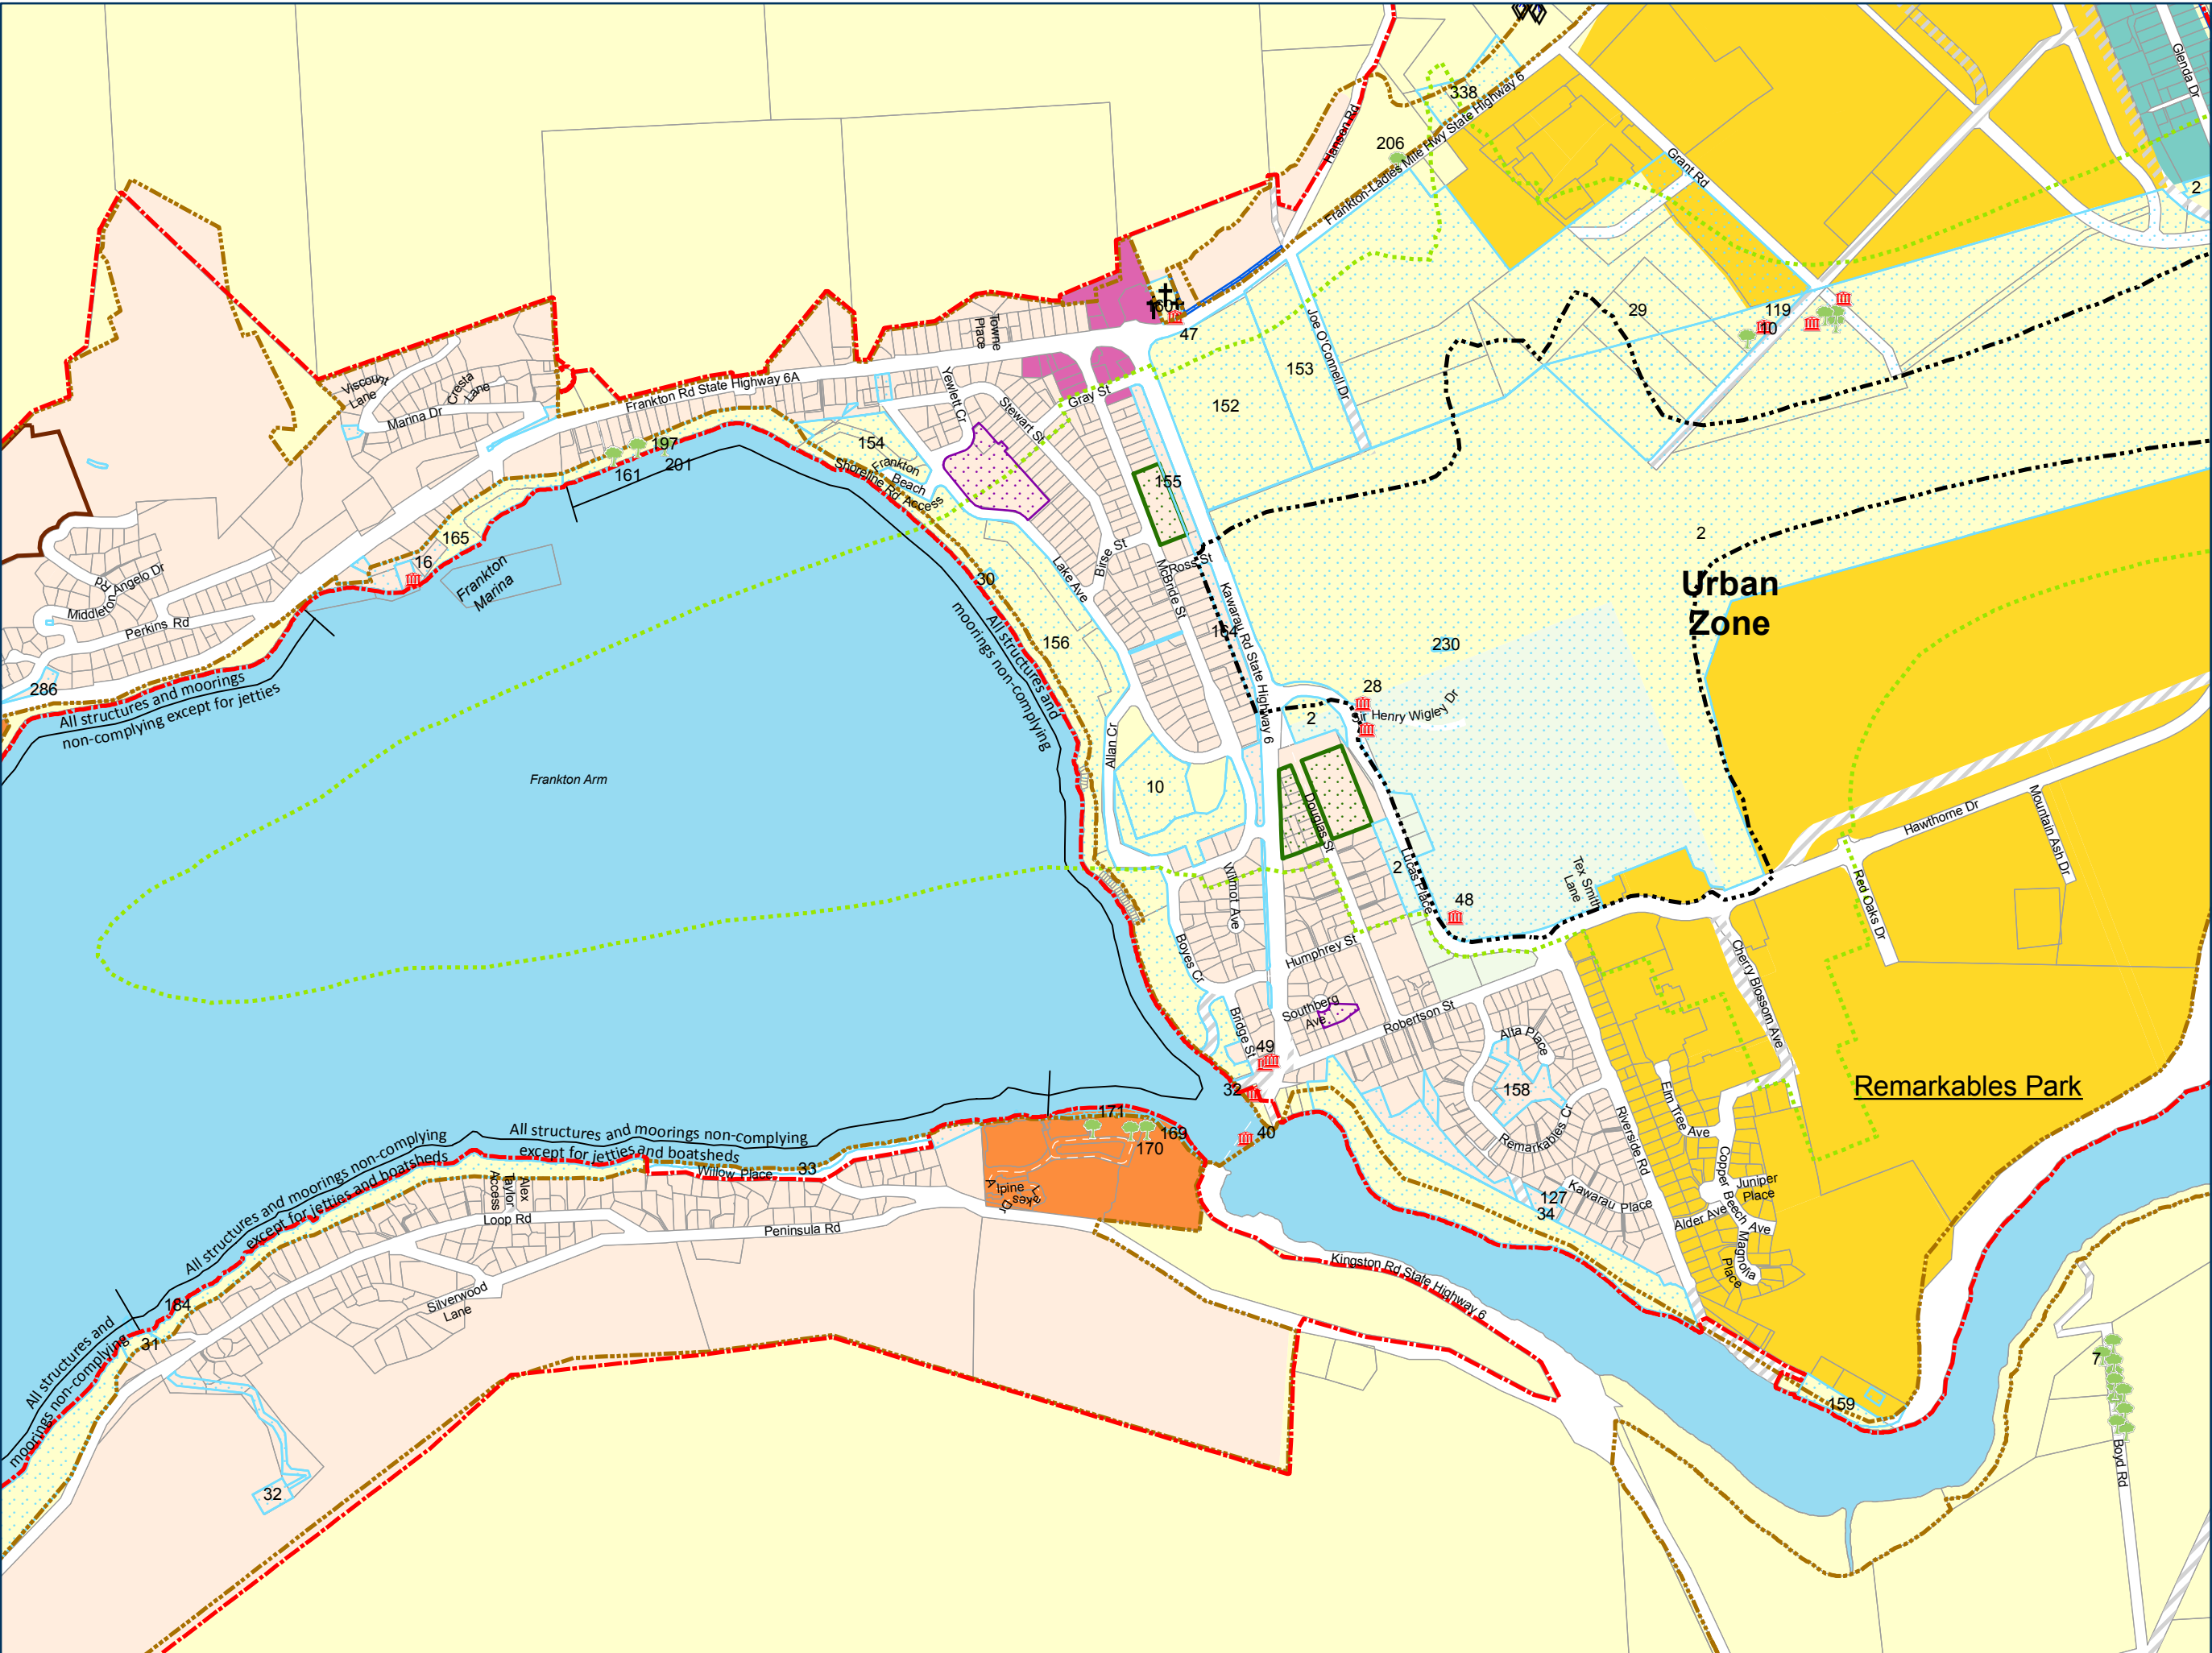 Glenda Dr
338
206
Hanson Rd
Frankton-Ladies Mile Hwy State Highway 6
Grant Rd
2
29
119
10
47
Joe O'Connell Dr
153
152
Towne
Place
Viscount
Lane
Cresta
Lane
Marina Dr
Frankton Rd State Highway 6A
Yewlett Cr
Stewart St
Gray St
197
201
161
154
Frankton
Beach
Shoreline Rd Access
155
165
16
Frankton
Marina
Angelo Dr
Middleton Rd
Perkins Rd
286
30
156
Lake Ave
Birse St
McBride St
Ross St
164
Kawarau Rd State Highway 6
2
Urban
Zone
230
28
Sir Henry Wigley Dr
2
All structures and moorings
non-complying except for jetties
All structures and
moorings non-complying
Frankton Arm
Allan Cr
10
Douglas St
Lucas Place
2
48
Tex Smith
Lane
Hawthorne Dr
Mountain Ash Dr
Red Oaks Dr
Cherry Blossom Ave
Wilmot Ave
Boyes Cr
Humphrey St
Southberg
Ave
Bridge St
Robertson St
49
32
40
Alta Place
158
Remarkables Cr
Riverside Rd
Elm Tree Ave
Remarkables Park
Copper Beech Ave
Juniper
Place
Alder Ave
Magnolia
Place
Kawarau Place
127
34
171
169
170
All structures and moorings non-complying
except for jetties and boatsheds
All structures and moorings non-complying
except for jetties and boatsheds
Willow Place
33
Alex
Taylor
Access
Loop Rd
Peninsula Rd
Alpine
Lakes
Dr
Silverwood
Lane
Kingston Rd State Highway 6
184
31
All structures and
moorings non-complying
32
159
7
Boyd Rd